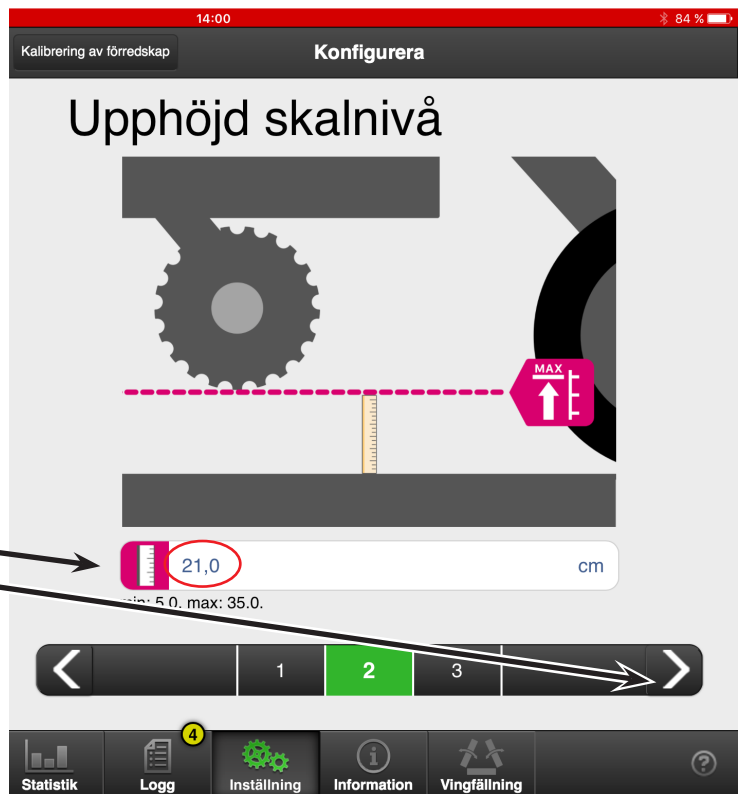 14:00
84 %
Kalibrering av förredskap
Konfigurera
Upphöjd skalnivå
MAX
21,0 cm
min: 5.0, max: 35.0.
1 2 3
4
Statistik Logg Inställning Information Vingfällning ?